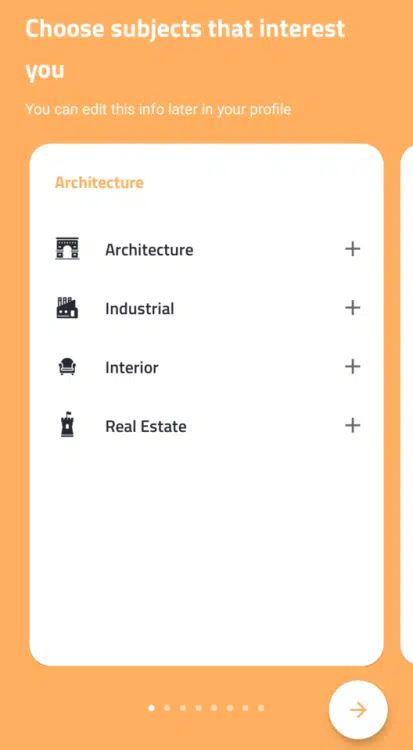 Choose subjects that interest
you
You can edit this info later in your profile
Architecture
Architecture
Industrial
Interior
Real Estate